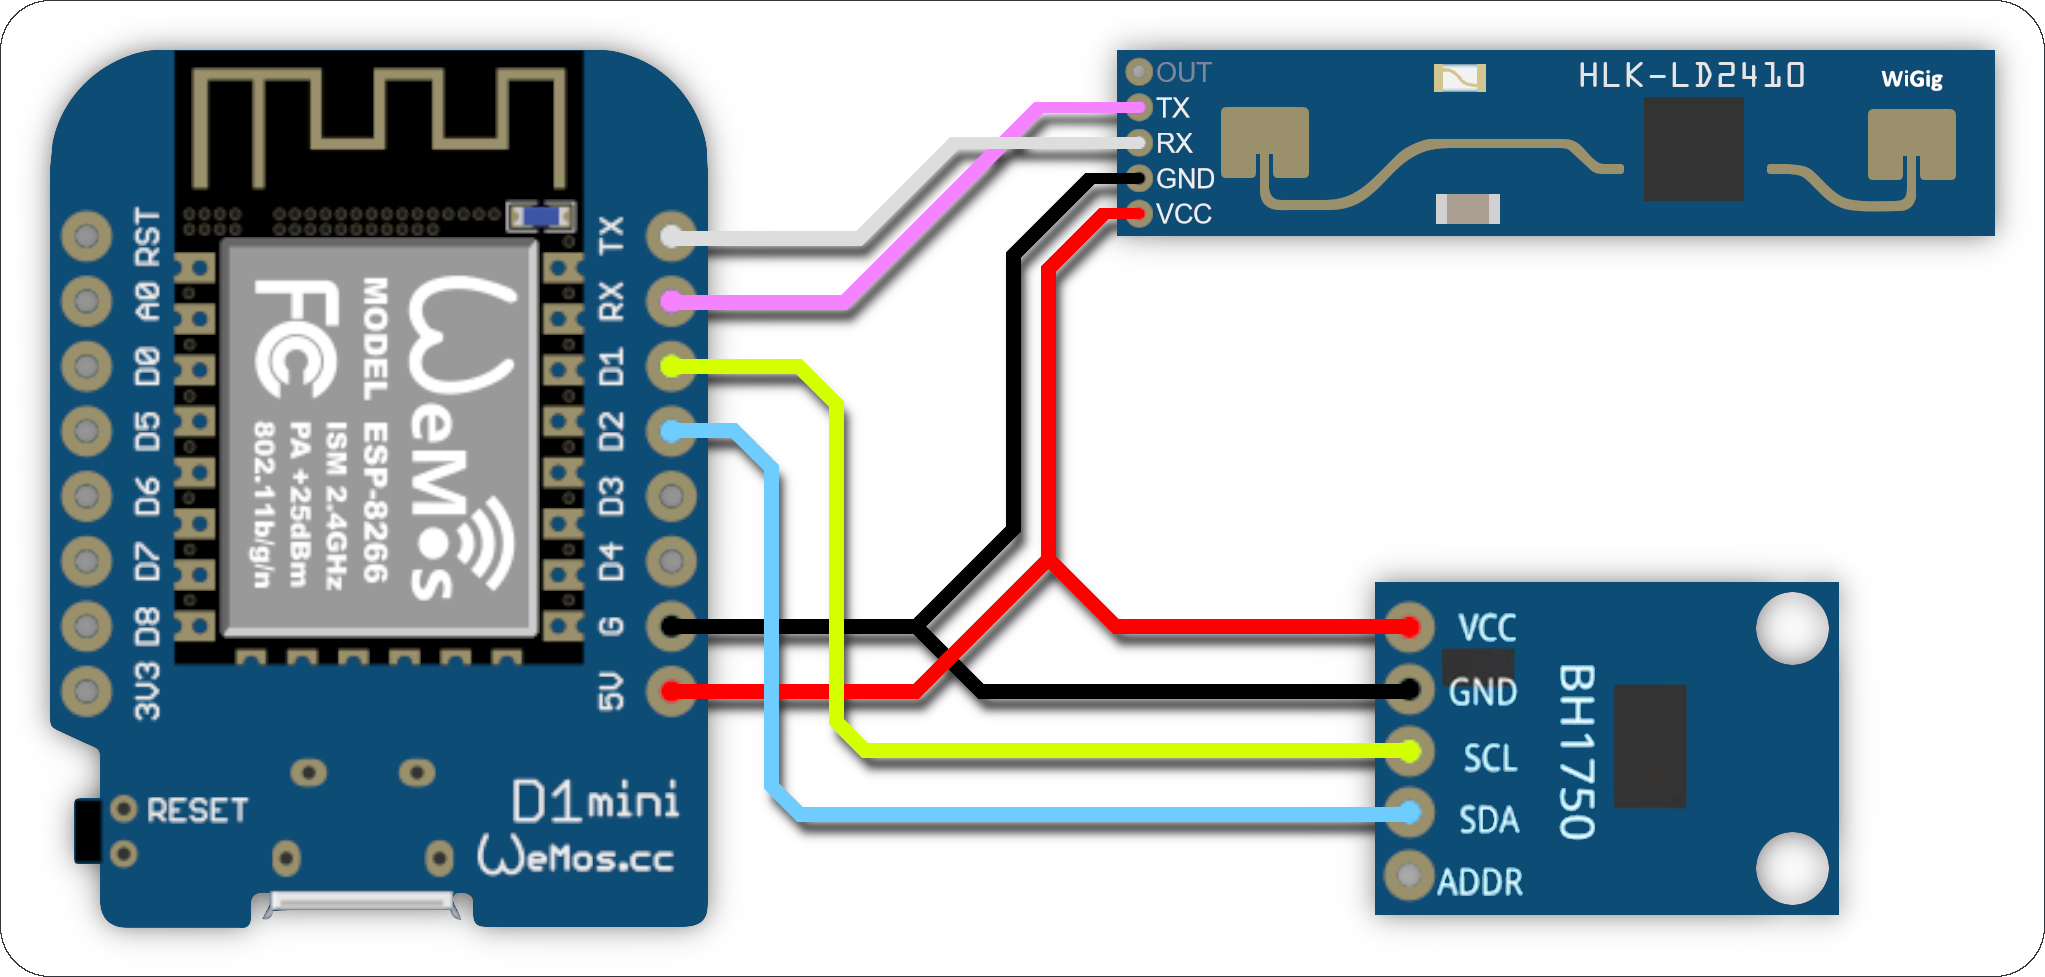 RST
A0
D0
D5
D6
D7
D8
3V3
TX
RX
D1
D2
D3
D4
G
5V
WeMos
MODEL ESP-8266
ISM 2.4GHz
PA +25dBm
802.11b/g/n
FC
RESET
D1 mini
WeMos.cc
OUT
TX
RX
GND
VCC
HLK-LD2410
WiGig
VCC
GND
SCL
SDA
ADDR
BH1750